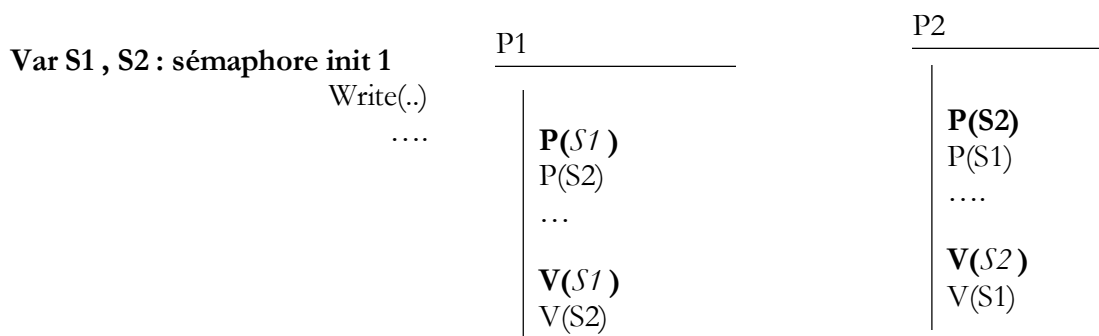 Var S1 , S2 : sémaphore init 1
Write(..)
….
P1
P(S1 )
P(S2)
…
V(S1 )
V(S2)
P2
P(S2)
P(S1)
….
V(S2 )
V(S1)